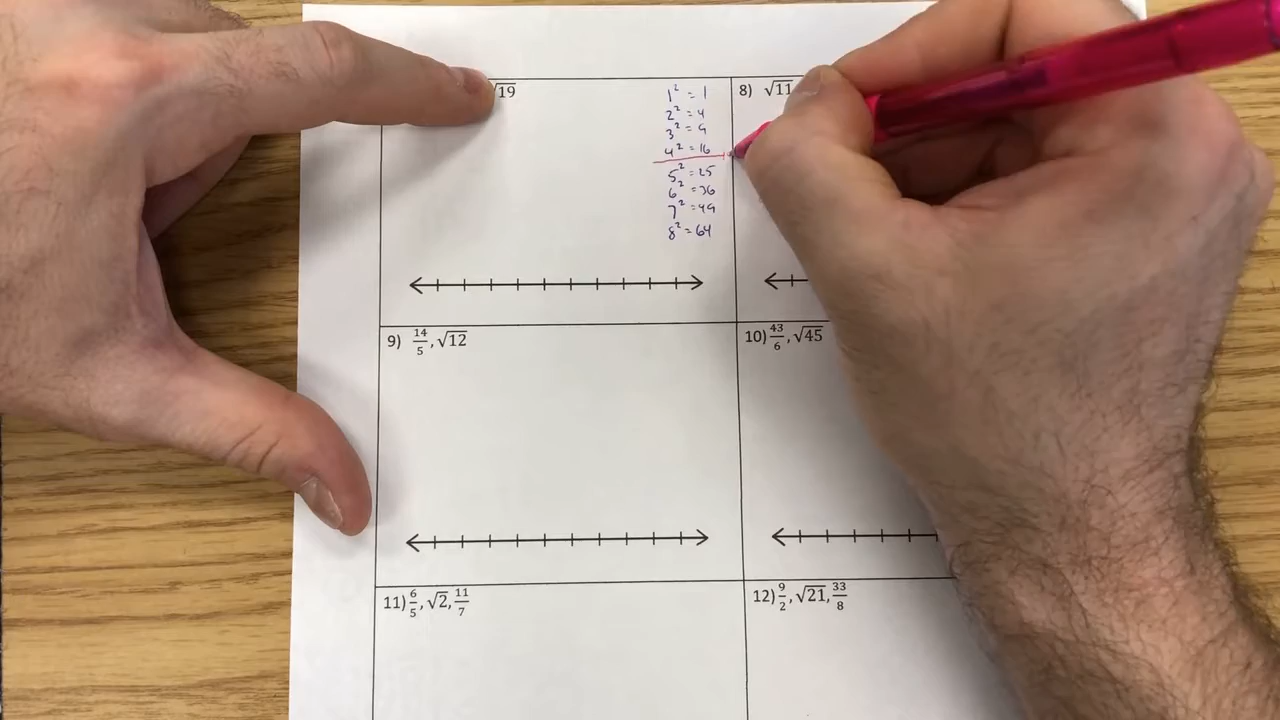 √19
1² = 1
2² = 4
3² = 9
4² = 16
5² = 25
6² = 36
7² = 49
8² = 64
8) √11
9) 14/5, √12
10) 43/6, √45
11) 6/5, √2, 11/7
12) 9/2, √21, 33/8